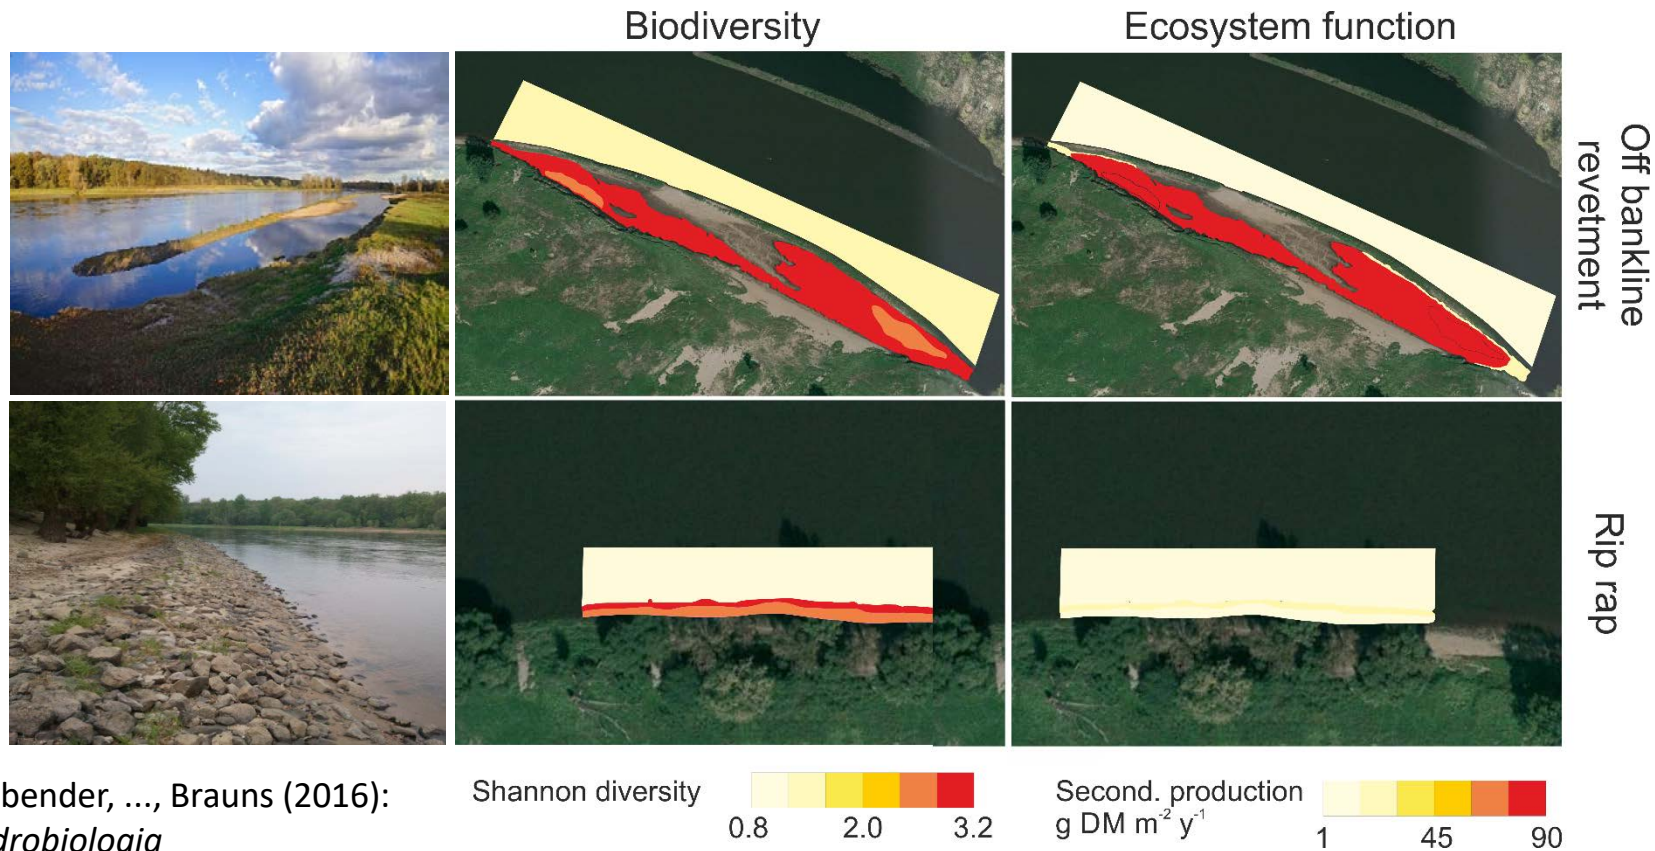 Biodiversity
Ecosystem function
Off bankline
revetment
Rip rap
Shannon diversity
0.8 2.0 3.2
Second. production
g DM m⁻² y⁻¹
1 45 90
bender, ..., Brauns (2016):
drobiologia